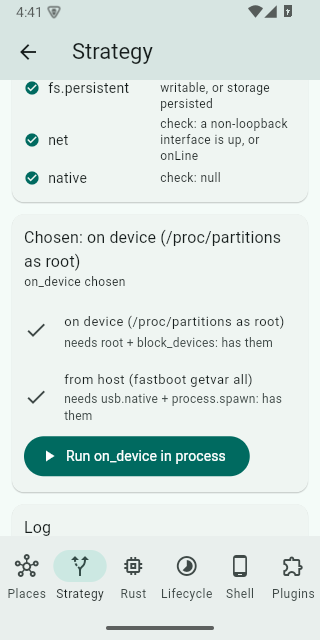 4:41
Strategy
fs.persistent
writable, or storage
persisted
net
check: a non-loopback
interface is up, or
onLine
native
check: null
Chosen: on device (/proc/partitions
as root)
on_device chosen
on device (/proc/partitions as root)
needs root + block_devices: has them
from host (fastboot getvar all)
needs usb.native + process.spawn: has
them
Run on_device in process
Log
Places
Strategy
Rust
Lifecycle
Shell
Plugins